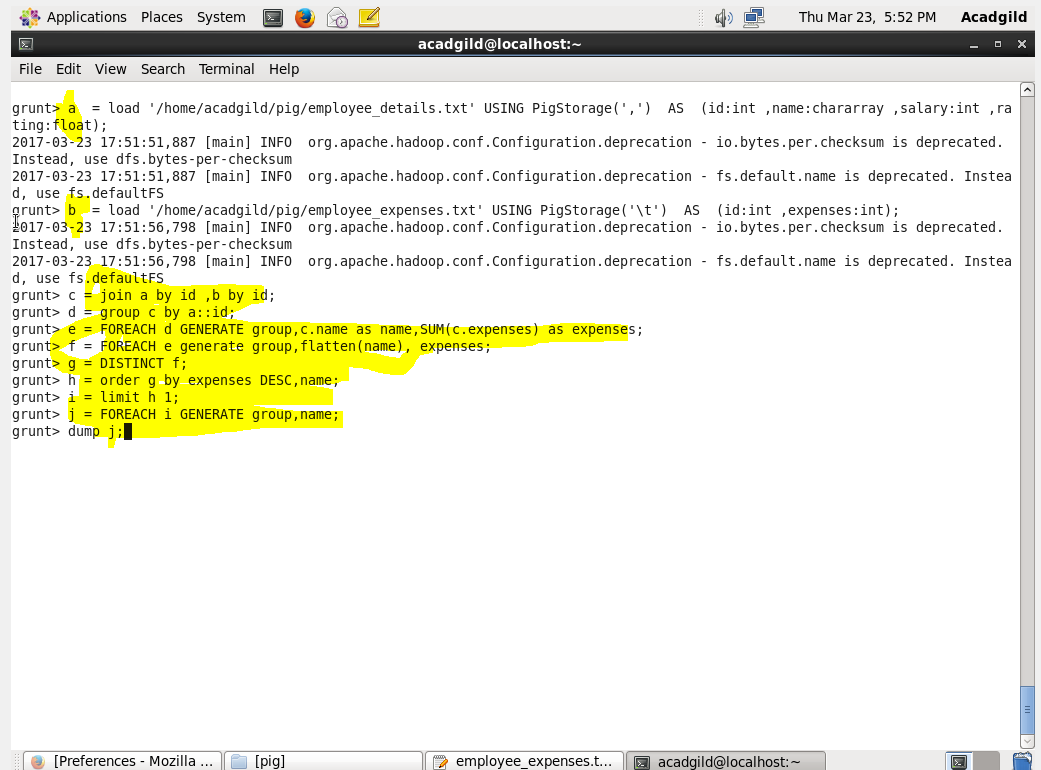 Applications Places System Thu Mar 23, 5:52 PM Acadgild
acadgild@localhost:~
File Edit View Search Terminal Help
grunt> a  = load '/home/acadgild/pig/employee_details.txt' USING PigStorage(',')  AS  (id:int ,name:chararray ,salary:int ,ra
ting:float);
2017-03-23 17:51:51,887 [main] INFO  org.apache.hadoop.conf.Configuration.deprecation - io.bytes.per.checksum is deprecated.
Instead, use dfs.bytes-per-checksum
2017-03-23 17:51:51,887 [main] INFO  org.apache.hadoop.conf.Configuration.deprecation - fs.default.name is deprecated. Instea
d, use fs.defaultFS
grunt> b  = load '/home/acadgild/pig/employee_expenses.txt' USING PigStorage('\t')  AS  (id:int ,expenses:int);
2017-03-23 17:51:56,798 [main] INFO  org.apache.hadoop.conf.Configuration.deprecation - io.bytes.per.checksum is deprecated.
Instead, use dfs.bytes-per-checksum
2017-03-23 17:51:56,798 [main] INFO  org.apache.hadoop.conf.Configuration.deprecation - fs.default.name is deprecated. Instea
d, use fs.defaultFS
grunt> c = join a by id ,b by id;
grunt> d = group c by a::id;
grunt> e = FOREACH d GENERATE group,c.name as name,SUM(c.expenses) as expenses;
grunt> f = FOREACH e generate group,flatten(name), expenses;
grunt> g = DISTINCT f;
grunt> h = order g by expenses DESC,name;
grunt> i = limit h 1;
grunt> j = FOREACH i GENERATE group,name;
grunt> dump j;
[Preferences - Mozilla ... [pig] employee_expenses.t... acadgild@localhost:~